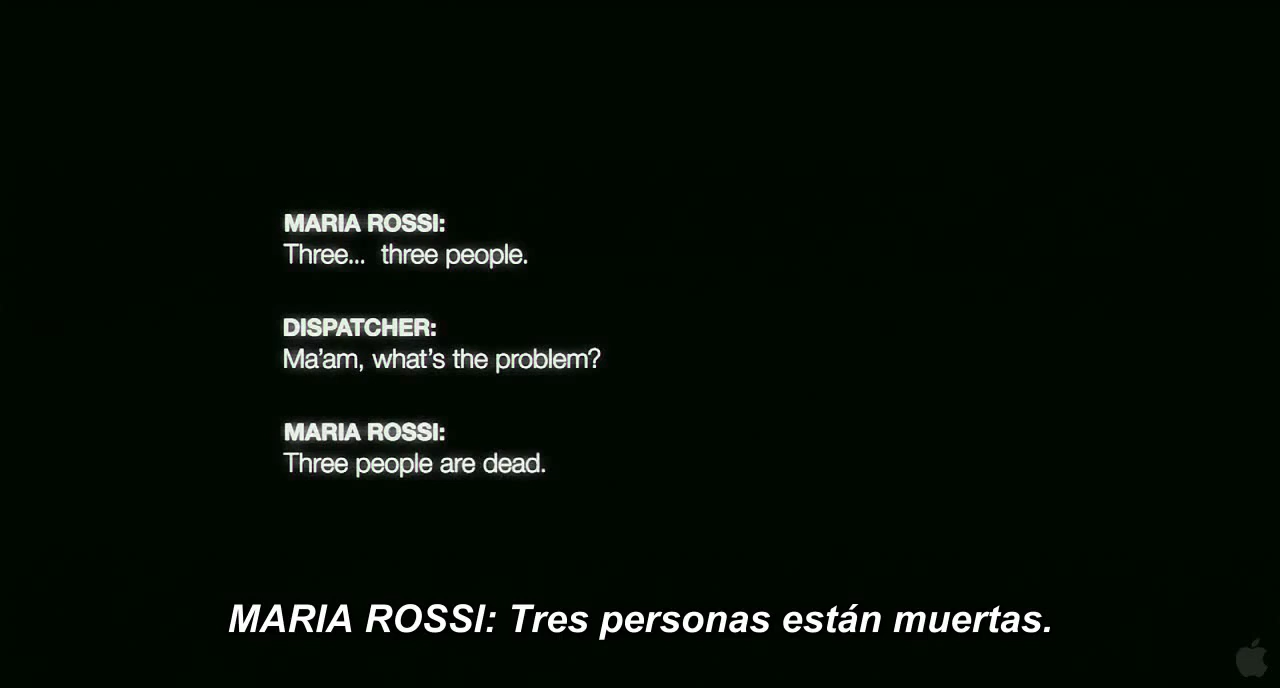 MARIA ROSSI:
Three... three people.
DISPATCHER:
Ma'am, what's the problem?
MARIA ROSSI:
Three people are dead.
MARIA ROSSI: Tres personas están muertas.